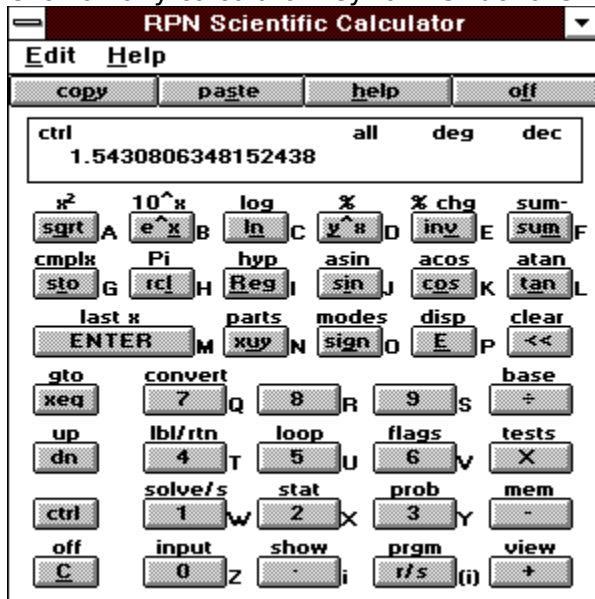 RPN Scientific Calculator
Edit Help
copy paste help off
ctrl all deg dec
1.5430806348152438
x² 10^x log % % chg sum-
sqrt A e^x B ln C y^x D inv E sum F
cmplx Pi hyp asin acos atan
sto G rcl H Reg I sin J cos K tan L
last x parts modes disp clear
ENTER M xuy N sign O E P <<
gto convert base
xeq 7 Q 8 R 9 S ÷
up lbl/rtn loop flags tests
dn 4 T 5 U 6 V X
solve/s stat prob mem
ctrl 1 W 2 X 3 Y -
off input show prgm view
C 0 Z · i r/s (i) +